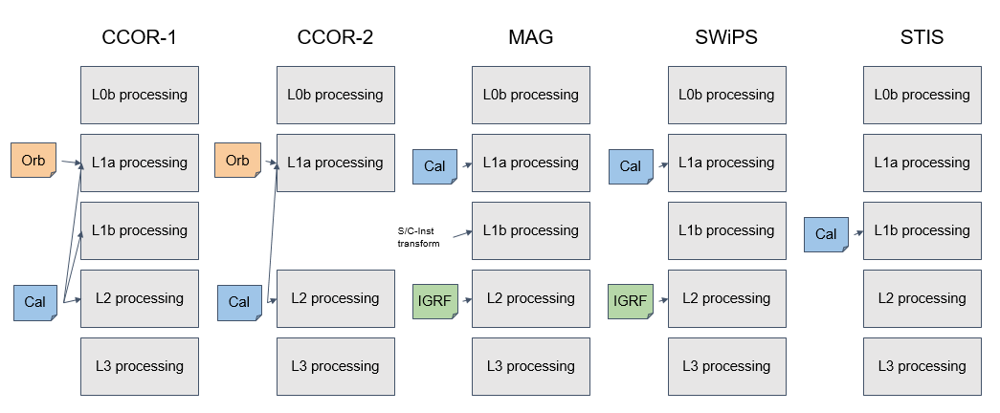 CCOR-1
CCOR-2
MAG
SWiPS
STIS
L0b processing
L0b processing
L0b processing
L0b processing
L0b processing
Orb
L1a processing
Orb
L1a processing
Cal
L1a processing
Cal
L1a processing
L1a processing
L1b processing
S/C-Inst
transform
L1b processing
L1b processing
Cal
L1b processing
Cal
L2 processing
Cal
L2 processing
IGRF
L2 processing
IGRF
L2 processing
L2 processing
L3 processing
L3 processing
L3 processing
L3 processing
L3 processing